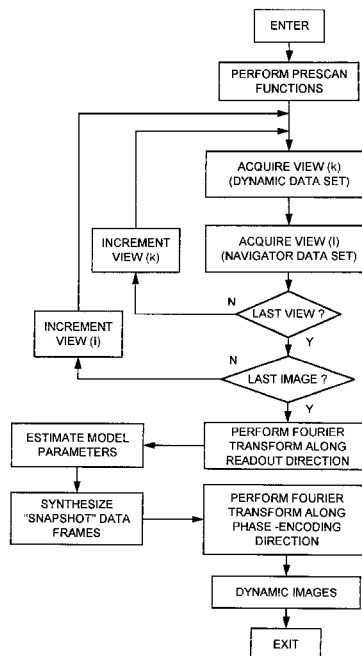 ENTER
PERFORM PRESCAN
FUNCTIONS
ACQUIRE VIEW (k)
(DYNAMIC DATA SET)
INCREMENT
VIEW (k)
ACQUIRE VIEW (l)
(NAVIGATOR DATA SET)
N
LAST VIEW ?
INCREMENT
VIEW (i)
Y
N
LAST IMAGE ?
Y
ESTIMATE MODEL
PARAMETERS
PERFORM FOURIER
TRANSFORM ALONG
READOUT DIRECTION
SYNTHESIZE
"SNAPSHOT" DATA
FRAMES
PERFORM FOURIER
TRANSFORM ALONG
PHASE -ENCODING
DIRECTION
DYNAMIC IMAGES
EXIT